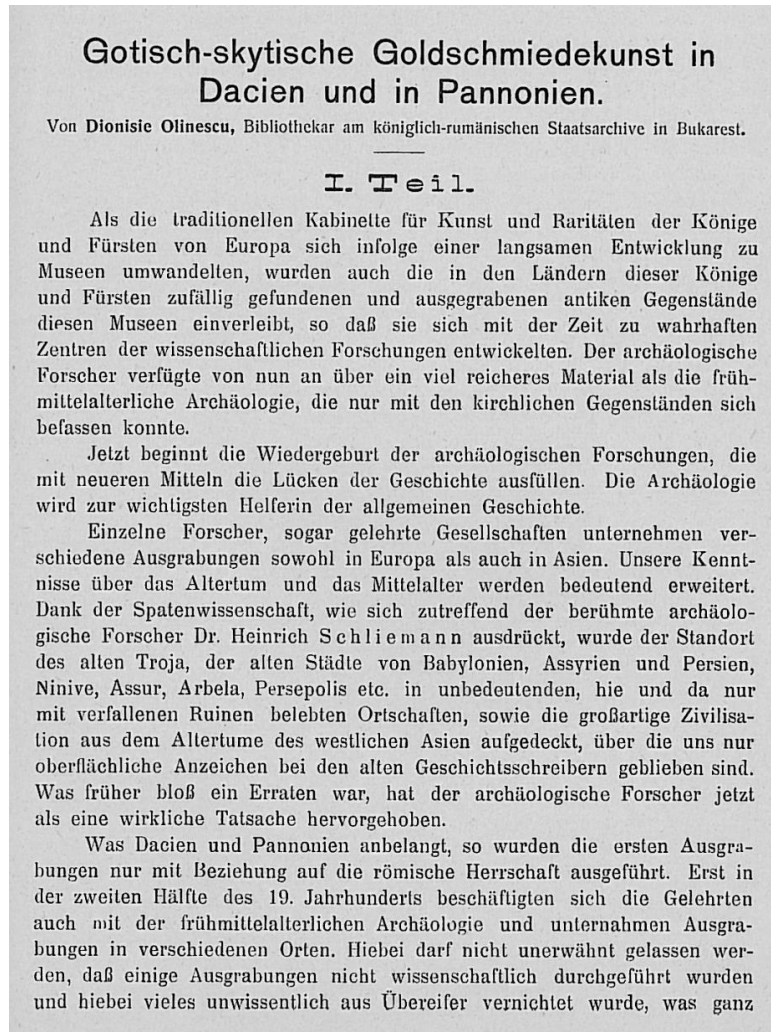 Gotisch-skytische Goldschmiedekunst in
Dacien und in Pannonien.
Von Dionisie Olinescu, Bibliothekar am königlich-rumänischen Staatsarchive in Bukarest.
I. Teil.
Als die traditionellen Kabinette für Kunst und Raritäten der Könige
und Fürsten von Europa sich infolge einer langsamen Entwicklung zu
Museen umwandelten, wurden auch die in den Ländern dieser Könige
und Fürsten zufällig gefundenen und ausgegrabenen antiken Gegenstände
diesen Museen einverleibt, so daß sie sich mit der Zeit zu wahrhaften
Zentren der wissenschaftlichen Forschungen entwickelten. Der archäologische
Forscher verfügte von nun an über ein viel reicheres Material als die früh-
mittelalterliche Archäologie, die nur mit den kirchlichen Gegenständen sich
befassen konnte.
Jetzt beginnt die Wiedergeburt der archäologischen Forschungen, die
mit neueren Mitteln die Lücken der Geschichte ausfüllen. Die Archäologie
wird zur wichtigsten Helferin der allgemeinen Geschichte.
Einzelne Forscher, sogar gelehrte Gesellschaften unternehmen ver-
schiedene Ausgrabungen sowohl in Europa als auch in Asien. Unsere Kennt-
nisse über das Altertum und das Mittelalter werden bedeutend erweitert.
Dank der Spatenwissenschaft, wie sich zutreffend der berühmte archäolo-
gische Forscher Dr. Heinrich Schliemann ausdrückt, wurde der Standort
des alten Troja, der alten Städte von Babylonien, Assyrien und Persien,
Ninive, Assur, Arbela, Persepolis etc. in unbedeutenden, hie und da nur
mit verfallenen Ruinen belebten Ortschaften, sowie die großartige Zivilisa-
tion aus dem Altertume des westlichen Asien aufgedeckt, über die uns nur
oberflächliche Anzeichen bei den alten Geschichtsschreibern geblieben sind.
Was früher bloß ein Erraten war, hat der archäologische Forscher jetzt
als eine wirkliche Tatsache hervorgehoben.
Was Dacien und Pannonien anbelangt, so wurden die ersten Ausgra-
bungen nur mit Beziehung auf die römische Herrschaft ausgeführt. Erst in
der zweiten Hälfte des 19. Jahrhunderts beschäftigten sich die Gelehrten
auch mit der frühmittelalterlichen Archäologie und unternahmen Ausgra-
bungen in verschiedenen Orten. Hiebei darf nicht unerwähnt gelassen wer-
den, daß einige Ausgrabungen nicht wissenschaftlich durchgeführt wurden
und hiebei vieles unwissentlich aus Übereifer vernichtet wurde, was ganz